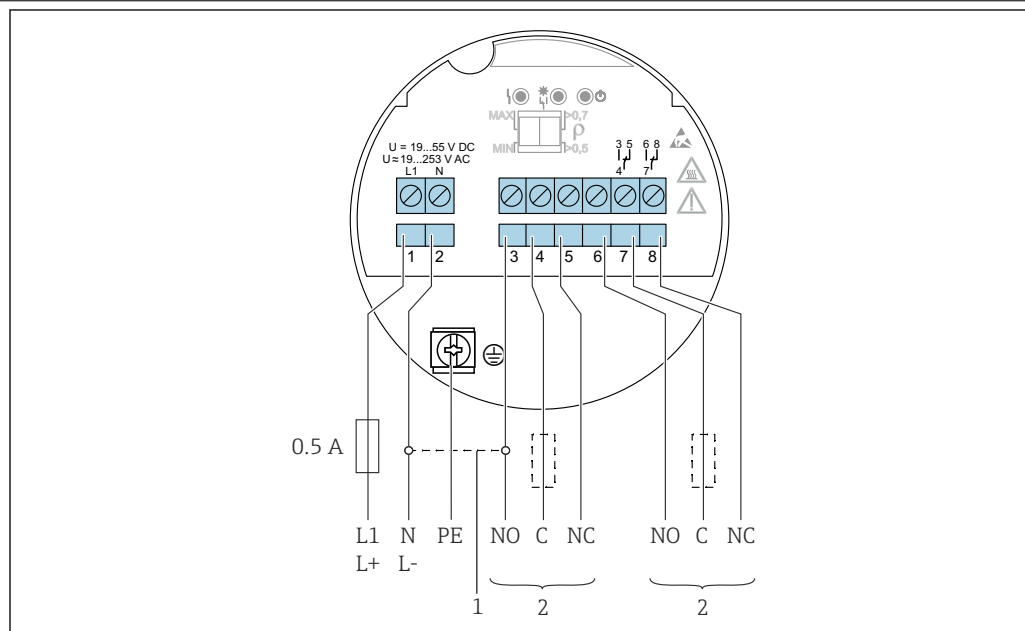 MAX >0,7
ρ
MIN >0,5
U = 19...55 V DC
U ≈ 19...253 V AC
L1 N
3 5 6 8
4 7
1 2 3 4 5 6 7 8
0.5 A
L1 N PE NO C NC NO C NC
L+ L-
1 2 2